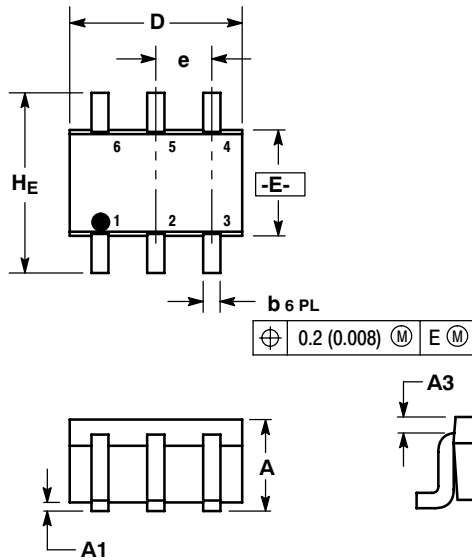 D
e
6 5 4
HE
-E-
1 2 3
b 6 PL
⌖ 0.2 (0.008) Ⓜ E Ⓜ
A3
A
A1